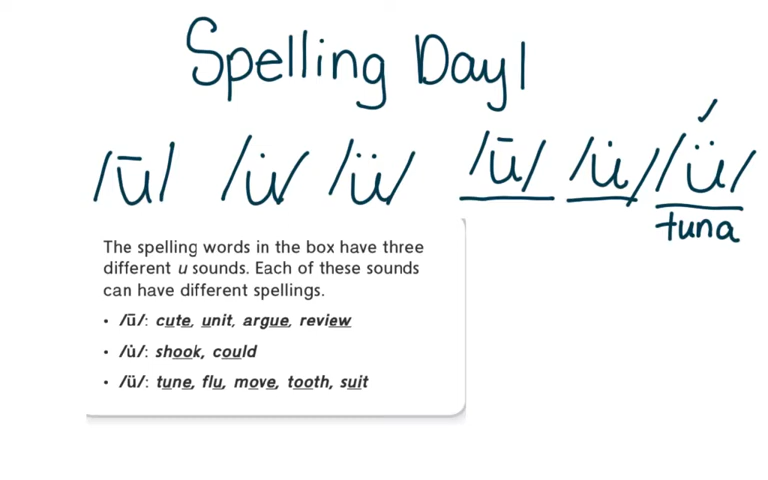 Spelling Day 1
/ū/ /u̇/ /ü/ /ū/ /u̇/ /ü/ ✓
tuna
The spelling words in the box have three
different u sounds. Each of these sounds
can have different spellings.
• /ū/: cute, unit, argue, review
• /u̇/: shook, could
• /ü/: tune, flu, move, tooth, suit